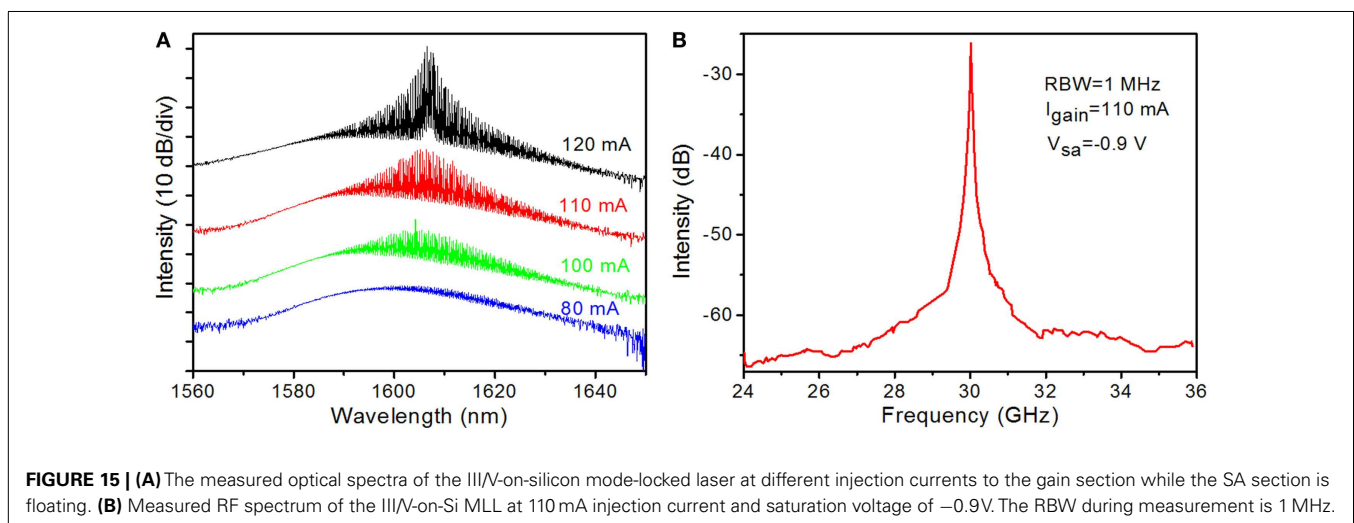 A
Intensity (10 dB/div)
120 mA
110 mA
100 mA
80 mA
1560 1580 1600 1620 1640
Wavelength (nm)
B
Intensity (dB)
-30
-40
-50
-60
RBW=1 MHz
Igain=110 mA
Vsa=-0.9 V
24 26 28 30 32 34 36
Frequency (GHz)
FIGURE 15 | (A) The measured optical spectra of the III/V-on-silicon mode-locked laser at different injection currents to the gain section while the SA section is
floating. (B) Measured RF spectrum of the III/V-on-Si MLL at 110 mA injection current and saturation voltage of −0.9 V. The RBW during measurement is 1 MHz.